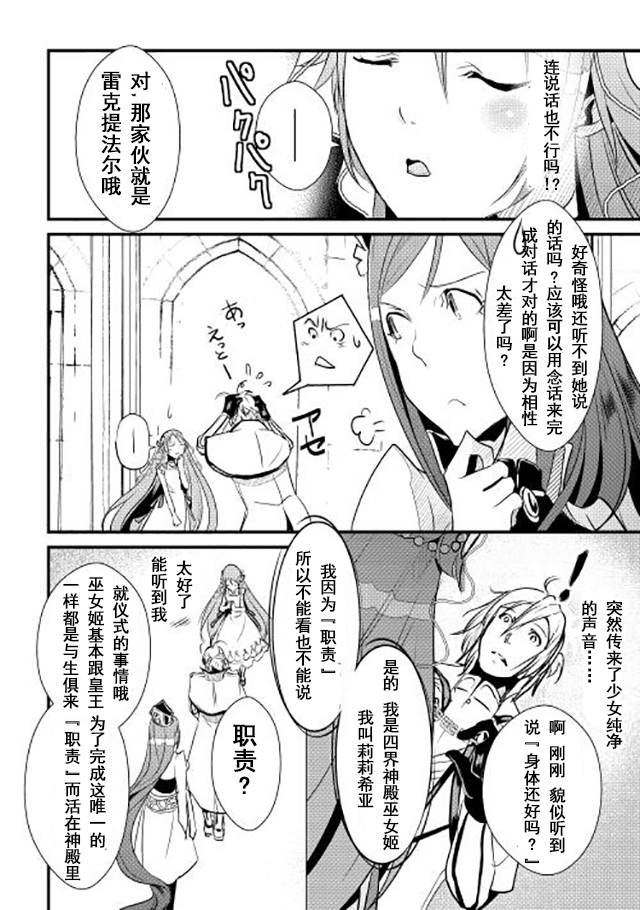 连说话也不行吗!?
パクパク
パク
—
对,那家伙就是
雷克提法尔哦
好奇怪哦还听不到她说
的话吗?应该可以用念话来完
成对话才对的啊是因为相性
太差了吗?
あっ
えっとー
アセ
突然传来了少女纯净
的声音……
啊 刚刚 貌似听到
说『身体还好吗?』
我因为『职责』
所以不能看也不能说
是的 我是四界神殿巫女姬
我叫莉莉希亚
太好了
能听到我
职责?
就仪式的事情哦
巫女姬基本跟皇王 为了完成这唯一的
一样都是与生俱来『职责』而活在神殿里